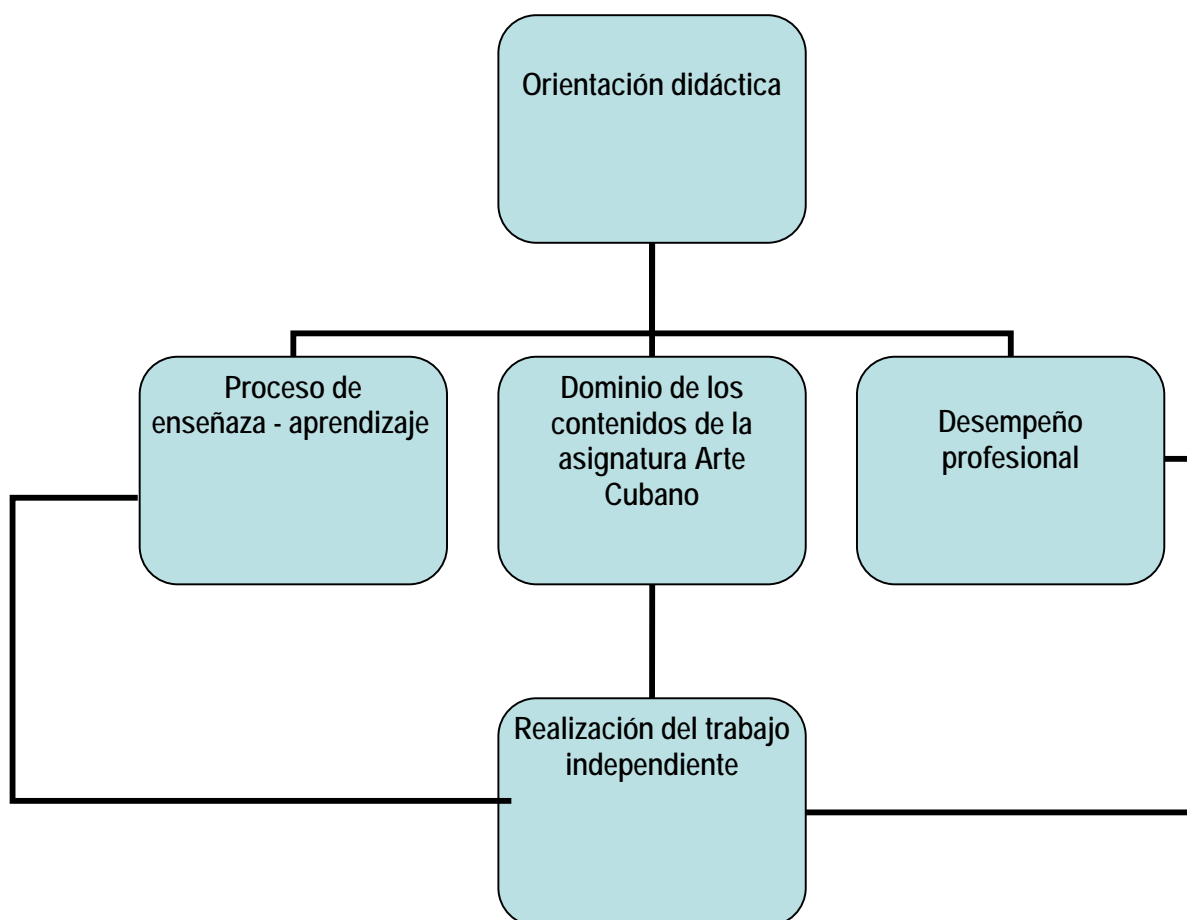 Orientación didáctica
Proceso de
enseñaza - aprendizaje
Dominio de los
contenidos de la
asignatura Arte
Cubano
Desempeño
profesional
Realización del trabajo
independiente